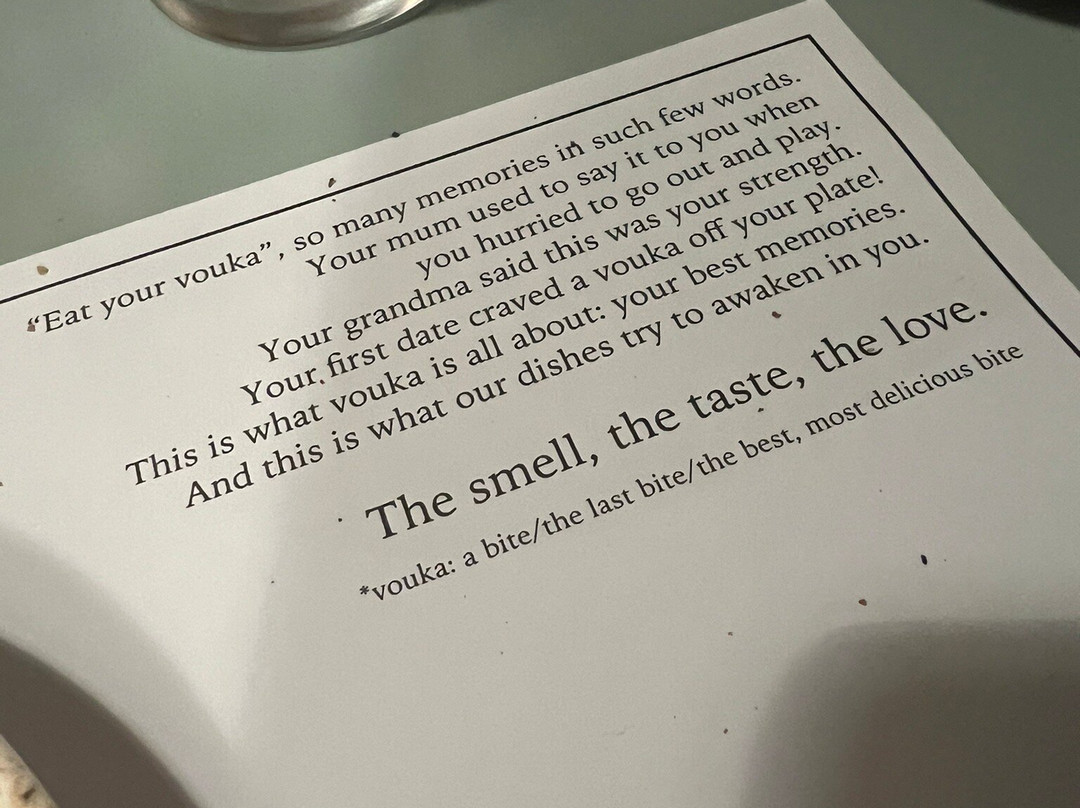 “Eat your vouka”, so many memories in such few words.
Your mum used to say it to you when
you hurried to go out and play.
Your grandma said this was your strength.
Your first date craved a vouka off your plate!
This is what vouka is all about: your best memories.
And this is what our dishes try to awaken in you.
The smell, the taste, the love.
*vouka: a bite/the last bite/the best, most delicious bite